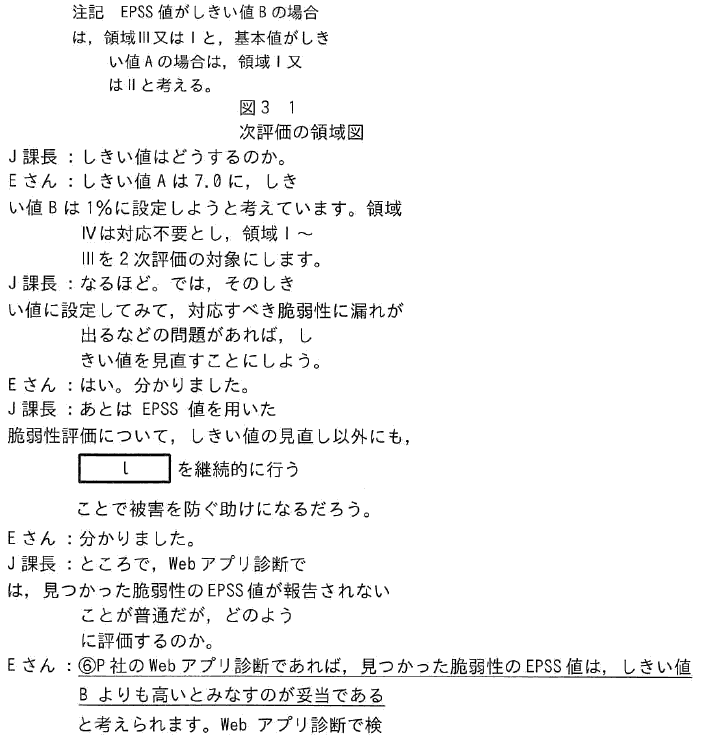 注記　EPSS 値がしきい値 B の場合
は，領域Ⅲ又はⅠと，基本値がしき
い値 A の場合は，領域Ⅰ又
はⅡと考える。
図３　1
次評価の領域図
J 課長：しきい値はどうするのか。
E さん：しきい値 A は 7.0 に，しき
い値 B は 1％に設定しようと考えています。領域
Ⅳは対応不要とし，領域Ⅰ～
Ⅲを 2 次評価の対象にします。
J 課長：なるほど。では，そのしき
い値に設定してみて，対応すべき脆弱性に漏れが
出るなどの問題があれば，し
きい値を見直すことにしよう。
E さん：はい。分かりました。
J 課長：あとは EPSS 値を用いた
脆弱性評価について，しきい値の見直し以外にも，
l を継続的に行う
ことで被害を防ぐ助けになるだろう。
E さん：分かりました。
J 課長：ところで，Web アプリ診断で
は，見つかった脆弱性の EPSS 値が報告されない
ことが普通だが，どのよう
に評価するのか。
E さん：⑥P 社の Web アプリ診断であれば，見つかった脆弱性の EPSS 値は，しきい値
B よりも高いとみなすのが妥当である
と考えられます。Web アプリ診断で検